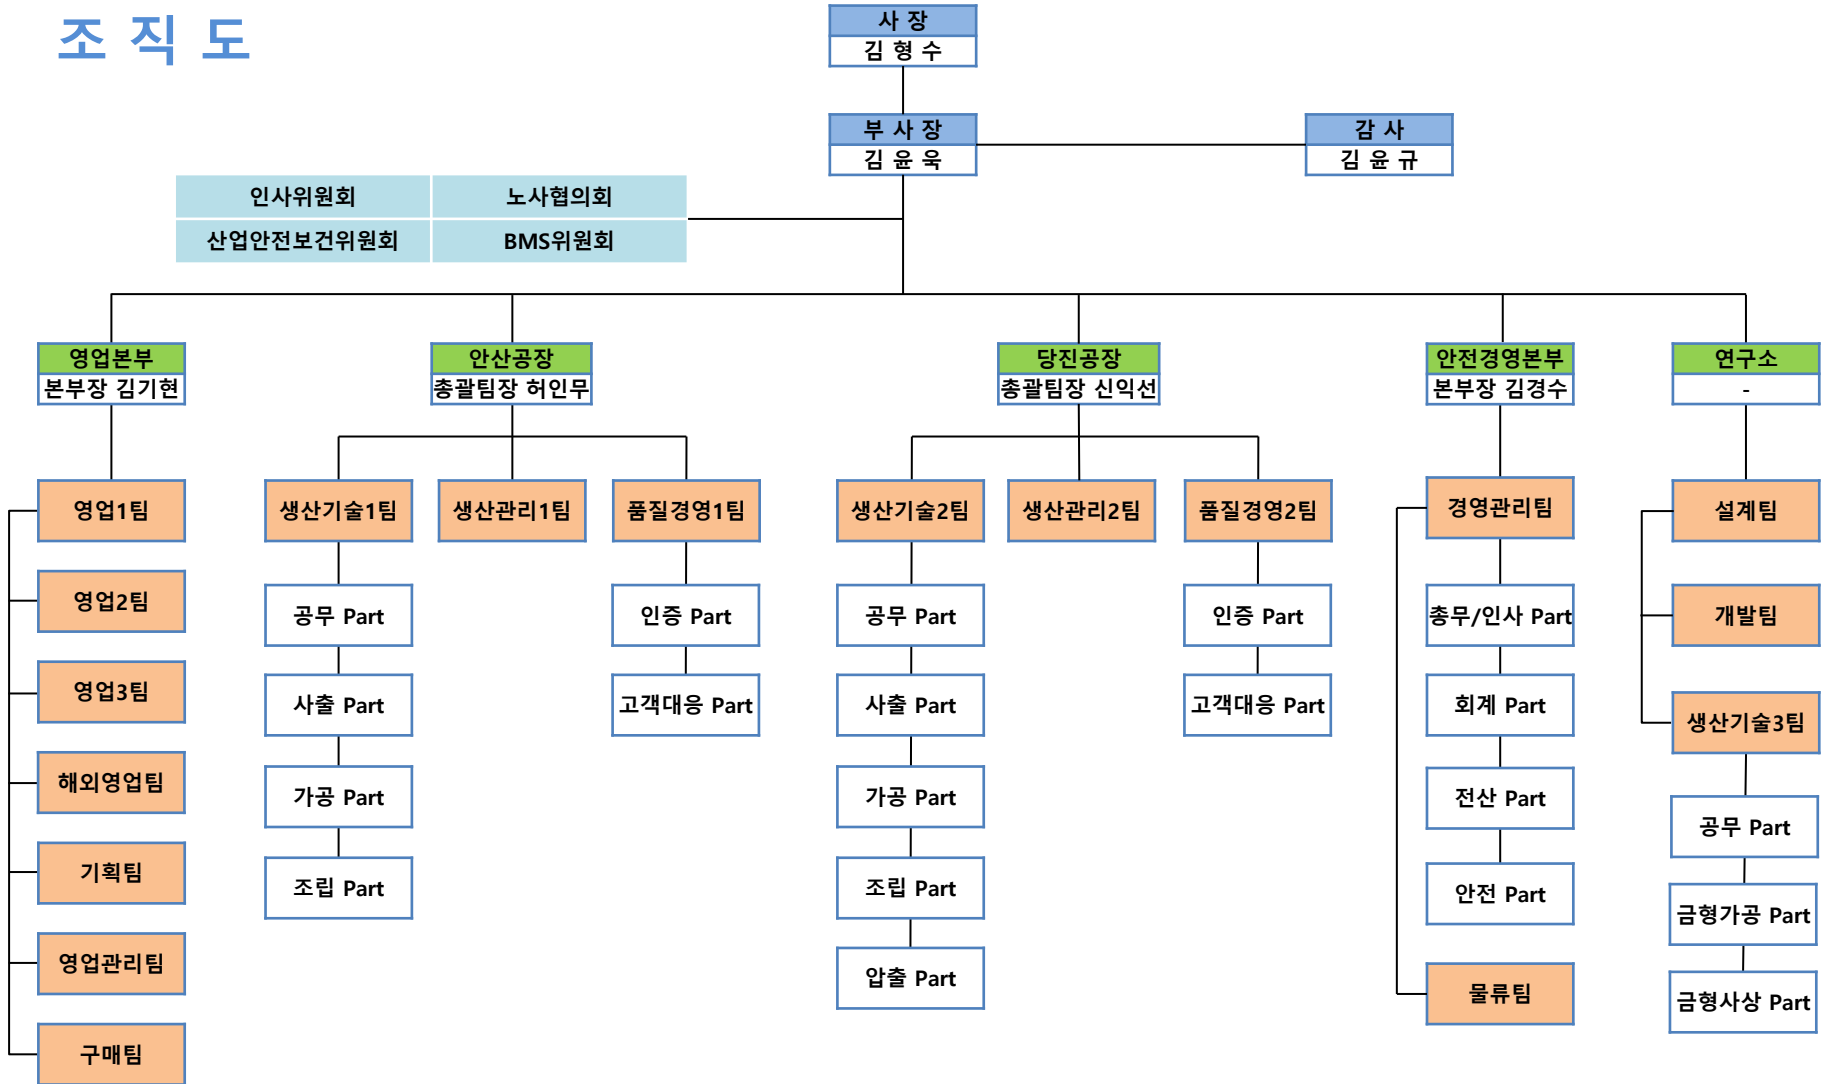 조 직 도
사 장
김 형 수
부 사 장
김 윤 욱
감 사
김 윤 규
인사위원회
노사협의회
산업안전보건위원회
BMS위원회
영업본부
본부장 김기현
안산공장
총괄팀장 허인무
당진공장
총괄팀장 신익선
안전경영본부
본부장 김경수
연구소
-
영업1팀
영업2팀
영업3팀
해외영업팀
기획팀
영업관리팀
구매팀
생산기술1팀
공무 Part
사출 Part
가공 Part
조립 Part
생산관리1팀
품질경영1팀
인증 Part
고객대응 Part
생산기술2팀
공무 Part
사출 Part
가공 Part
조립 Part
압출 Part
생산관리2팀
품질경영2팀
인증 Part
고객대응 Part
경영관리팀
총무/인사 Part
회계 Part
전산 Part
안전 Part
물류팀
설계팀
개발팀
생산기술3팀
공무 Part
금형가공 Part
금형사상 Part